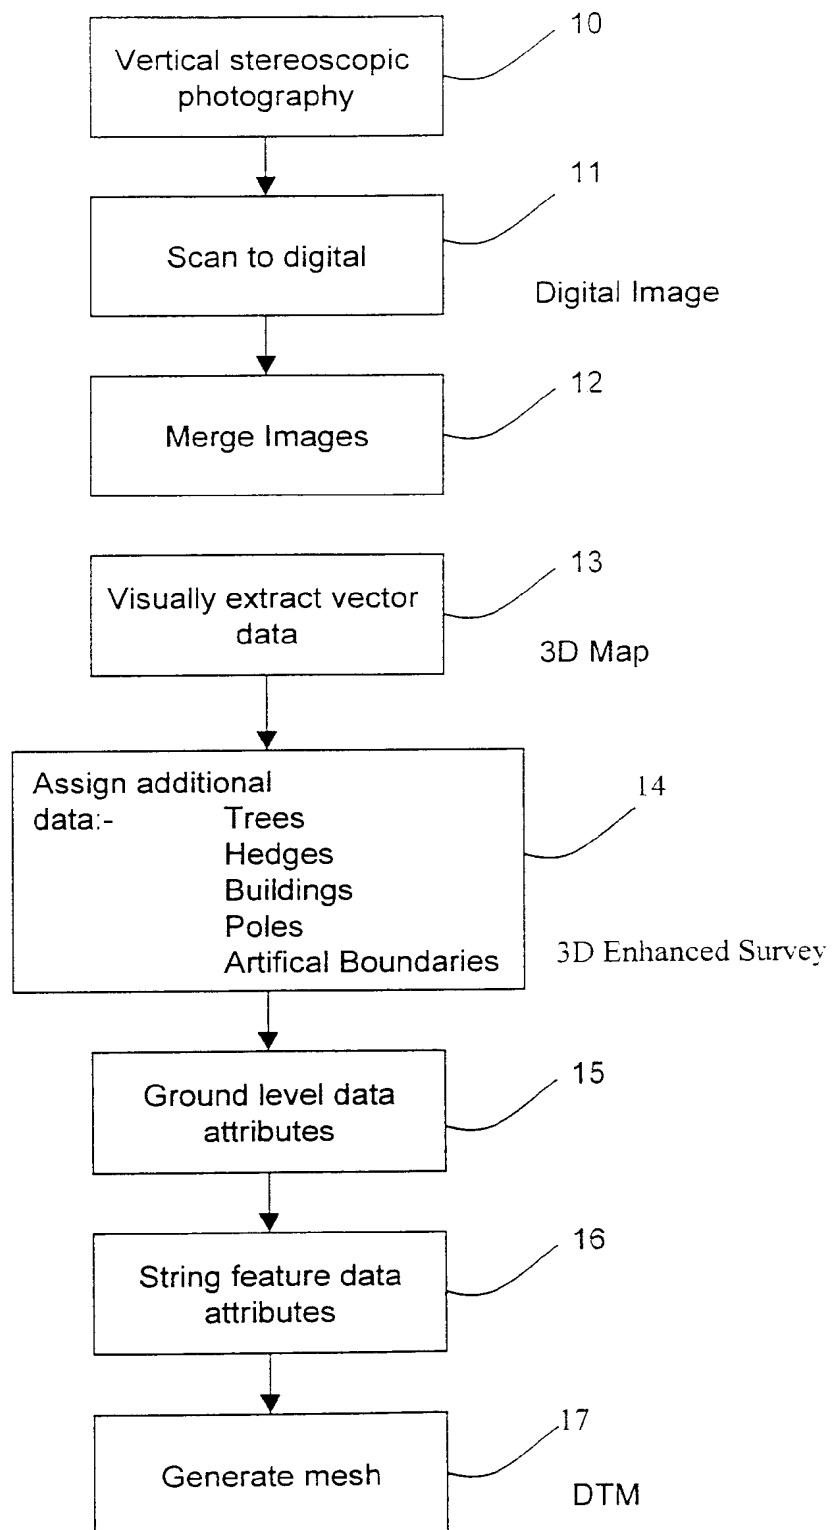 10
Vertical stereoscopic
photography
11
Scan to digital
Digital Image
12
Merge Images
13
Visually extract vector
data
3D Map
14
Assign additional
data:- Trees
Hedges
Buildings
Poles
Artifical Boundaries
3D Enhanced Survey
15
Ground level data
attributes
16
String feature data
attributes
17
Generate mesh
DTM